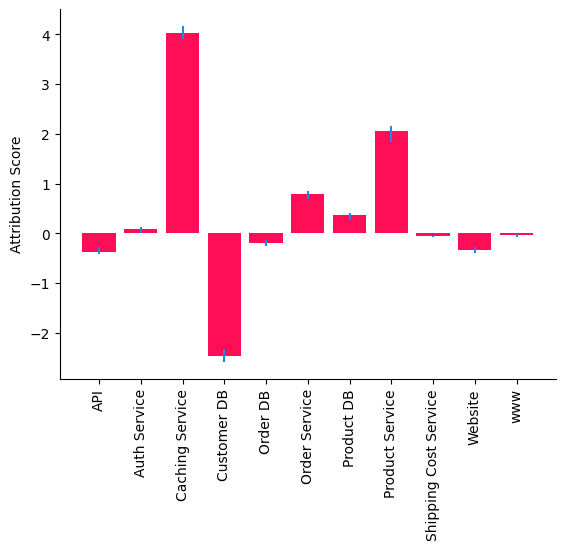 Attribution Score
4
3
2
1
0
−1
−2
API
Auth Service
Caching Service
Customer DB
Order DB
Order Service
Product DB
Product Service
Shipping Cost Service
Website
www